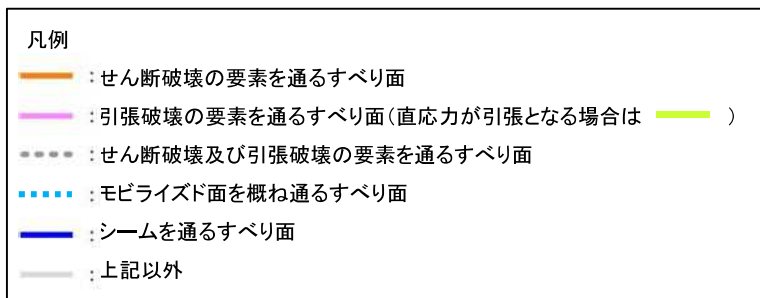 凡例
：せん断破壊の要素を通るすべり面
：引張破壊の要素を通るすべり面（直応力が引張となる場合は　　）
：せん断破壊及び引張破壊の要素を通るすべり面
：モビライズド面を概ね通るすべり面
：シームを通るすべり面
：上記以外